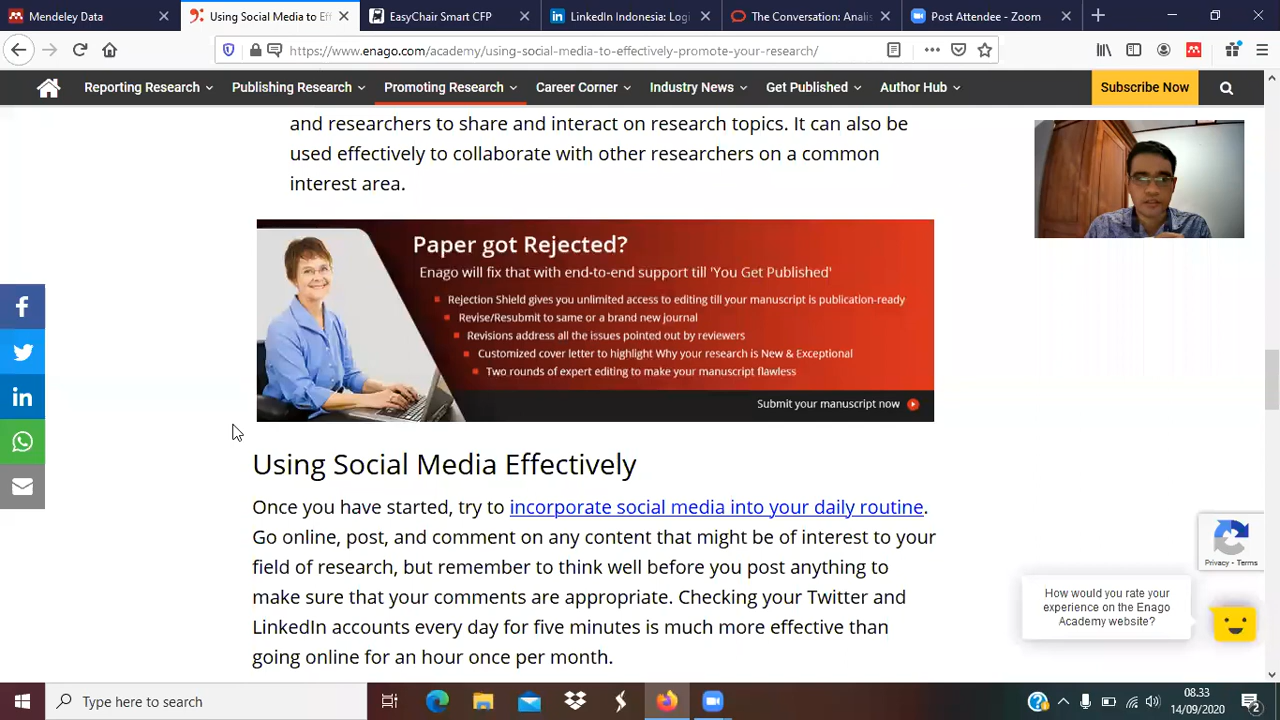 Mendeley Data
Using Social Media to Ef
EasyChair Smart CFP
LinkedIn Indonesia: Logi
The Conversation: Analis
Post Attendee - Zoom
https://www.enago.com/academy/using-social-media-to-effectively-promote-your-research/
Reporting Research
Publishing Research
Promoting Research
Career Corner
Industry News
Get Published
Author Hub
Subscribe Now
and researchers to share and interact on research topics. It can also be
used effectively to collaborate with other researchers on a common
interest area.
Paper got Rejected?
Enago will fix that with end-to-end support till 'You Get Published'
Rejection Shield gives you unlimited access to editing till your manuscript is publication-ready
Revise/Resubmit to same or a brand new journal
Revisions address all the issues pointed out by reviewers
Customized cover letter to highlight Why your research is New & Exceptional
Two rounds of expert editing to make your manuscript flawless
Submit your manuscript now
Using Social Media Effectively
Once you have started, try to incorporate social media into your daily routine.
Go online, post, and comment on any content that might be of interest to your
field of research, but remember to think well before you post anything to
make sure that your comments are appropriate. Checking your Twitter and
LinkedIn accounts every day for five minutes is much more effective than
going online for an hour once per month.
Privacy - Terms
How would you rate your
experience on the Enago
Academy website?
Type here to search
08.33
14/09/2020
2